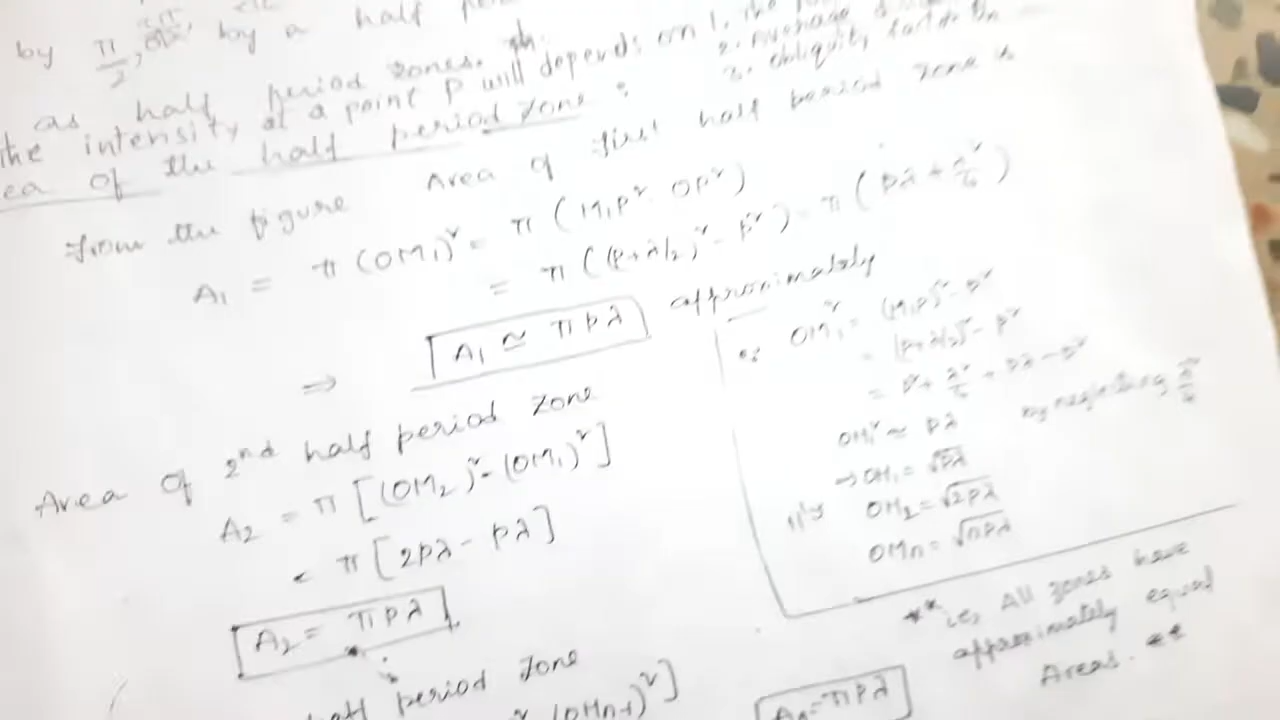 by π/2, by a half
as half period zones.
The intensity at a point P will depends on 1. the
2. Average
3. obliquity factor
ea of the half period zone :
from the figure Area of first half period zone is
A₁ = π (OM₁)² = π (M₁P² - OP²)
= π ((P+λ/2)² - P²) = π (Pλ + λ²/4)
⇒ A₁ ≃ πPλ approximately
Area of 2nd half period zone
A₂ = π [(OM₂)² - (OM₁)²]
= π [2Pλ - Pλ]
A₂ = πPλ
half period zone
(OMn-1)²]
An = πPλ
∵ OM₁² = (M₁P)² - P²
= (P+λ/2)² - P²
= P² + λ²/4 + Pλ - P²
OM₁² ≃ Pλ by neglecting λ²/4
→ OM₁ = √Pλ
||ly OM₂ = √2Pλ
OMn = √nPλ
** ie, All zones have
approximately equal
Areas. **